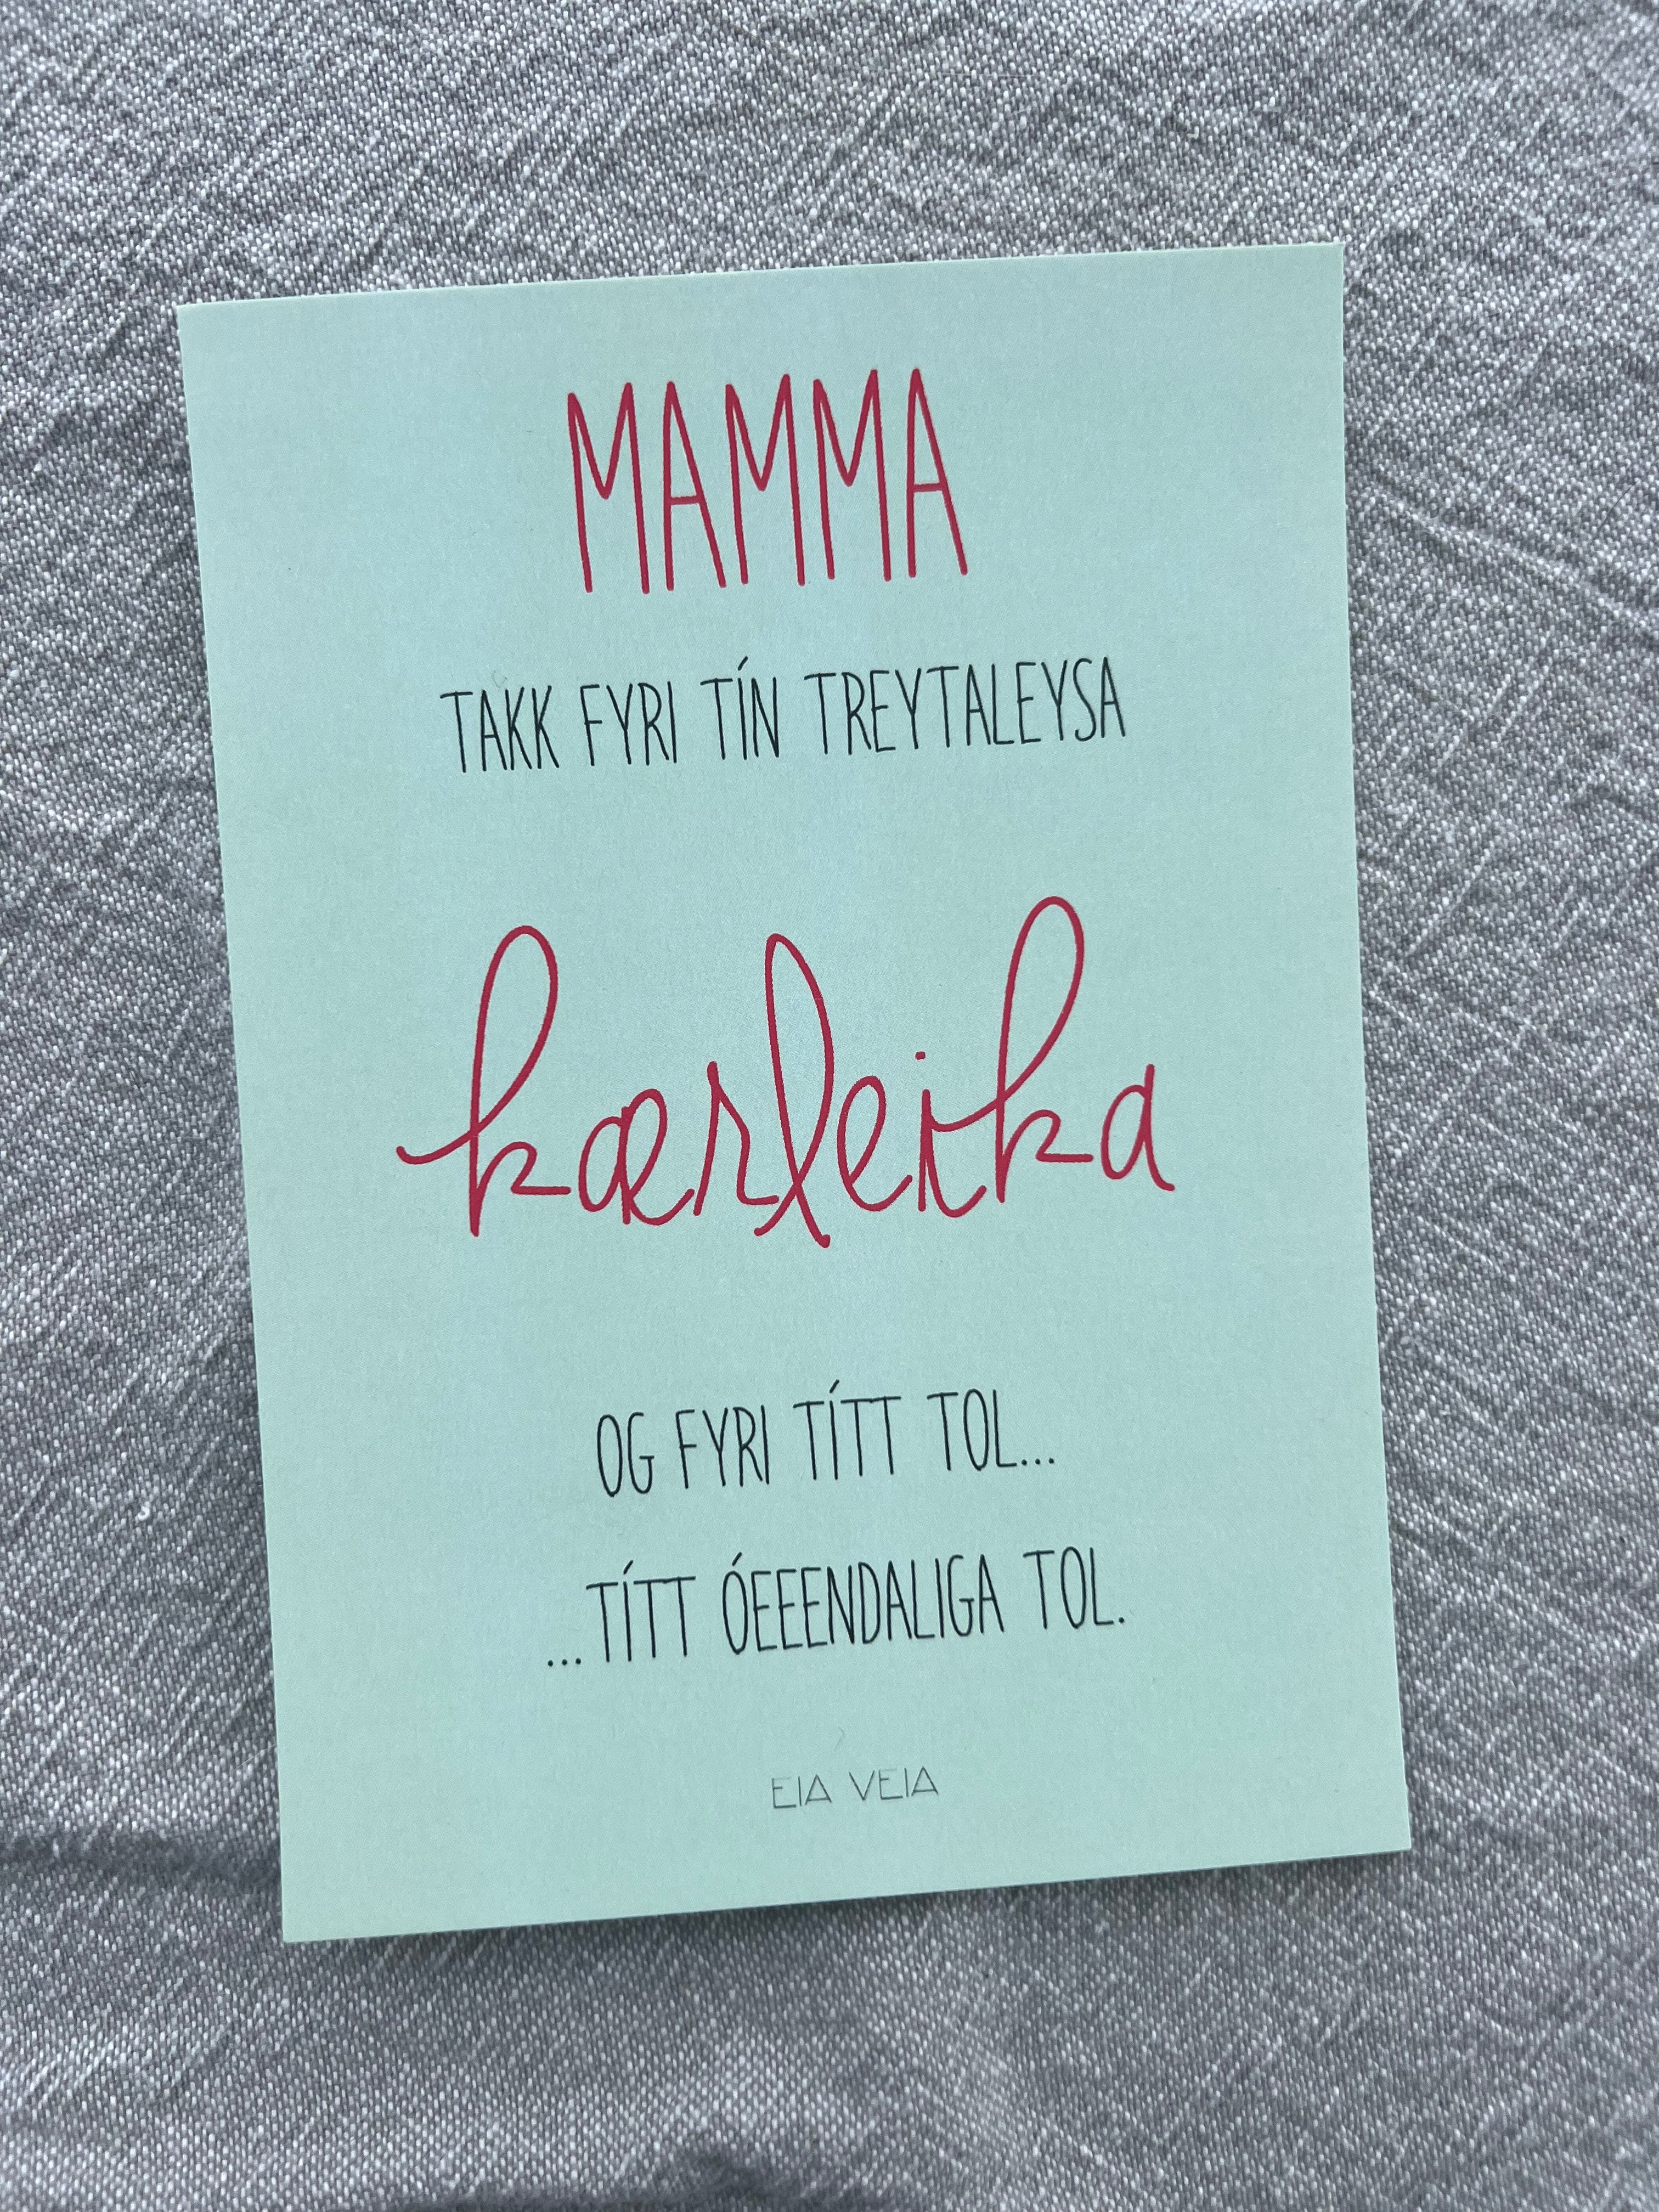 MAMMA
TAKK FYRI TÍN TREYTALEYSA
kærleika
OG FYRI TÍTT TOL...
...TÍTT ÓEEENDALIGA TOL.
EIA VEIA